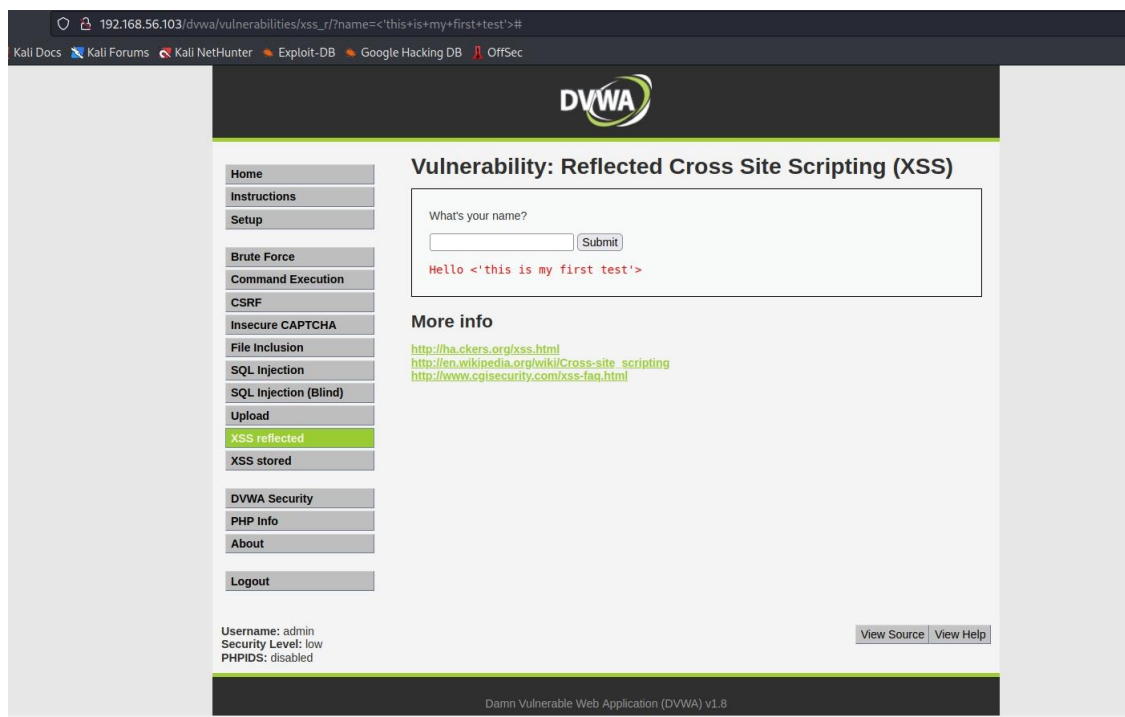 192.168.56.103/dvwa/vulnerabilities/xss_r/?name=<'this+is+my+first+test'>#
Kali Docs Kali Forums Kali NetHunter Exploit-DB Google Hacking DB OffSec
DVWA
Home
Instructions
Setup
Brute Force
Command Execution
CSRF
Insecure CAPTCHA
File Inclusion
SQL Injection
SQL Injection (Blind)
Upload
XSS reflected
XSS stored
DVWA Security
PHP Info
About
Logout
Vulnerability: Reflected Cross Site Scripting (XSS)
What's your name?
Submit
Hello <'this is my first test'>
More info
http://ha.ckers.org/xss.html
http://en.wikipedia.org/wiki/Cross-site_scripting
http://www.cgisecurity.com/xss-faq.html
Username: admin
Security Level: low
PHPIDS: disabled
View Source View Help
Damn Vulnerable Web Application (DVWA) v1.8